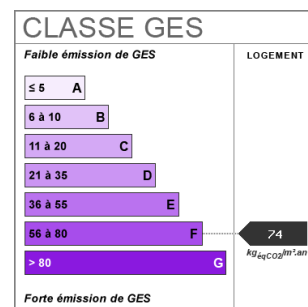 CLASSE GES
Faible émission de GES
LOGEMENT
≤ 5 A
6 à 10 B
11 à 20 C
21 à 35 D
36 à 55 E
56 à 80 F
74
kgéqCO2/m².an
> 80 G
Forte émission de GES